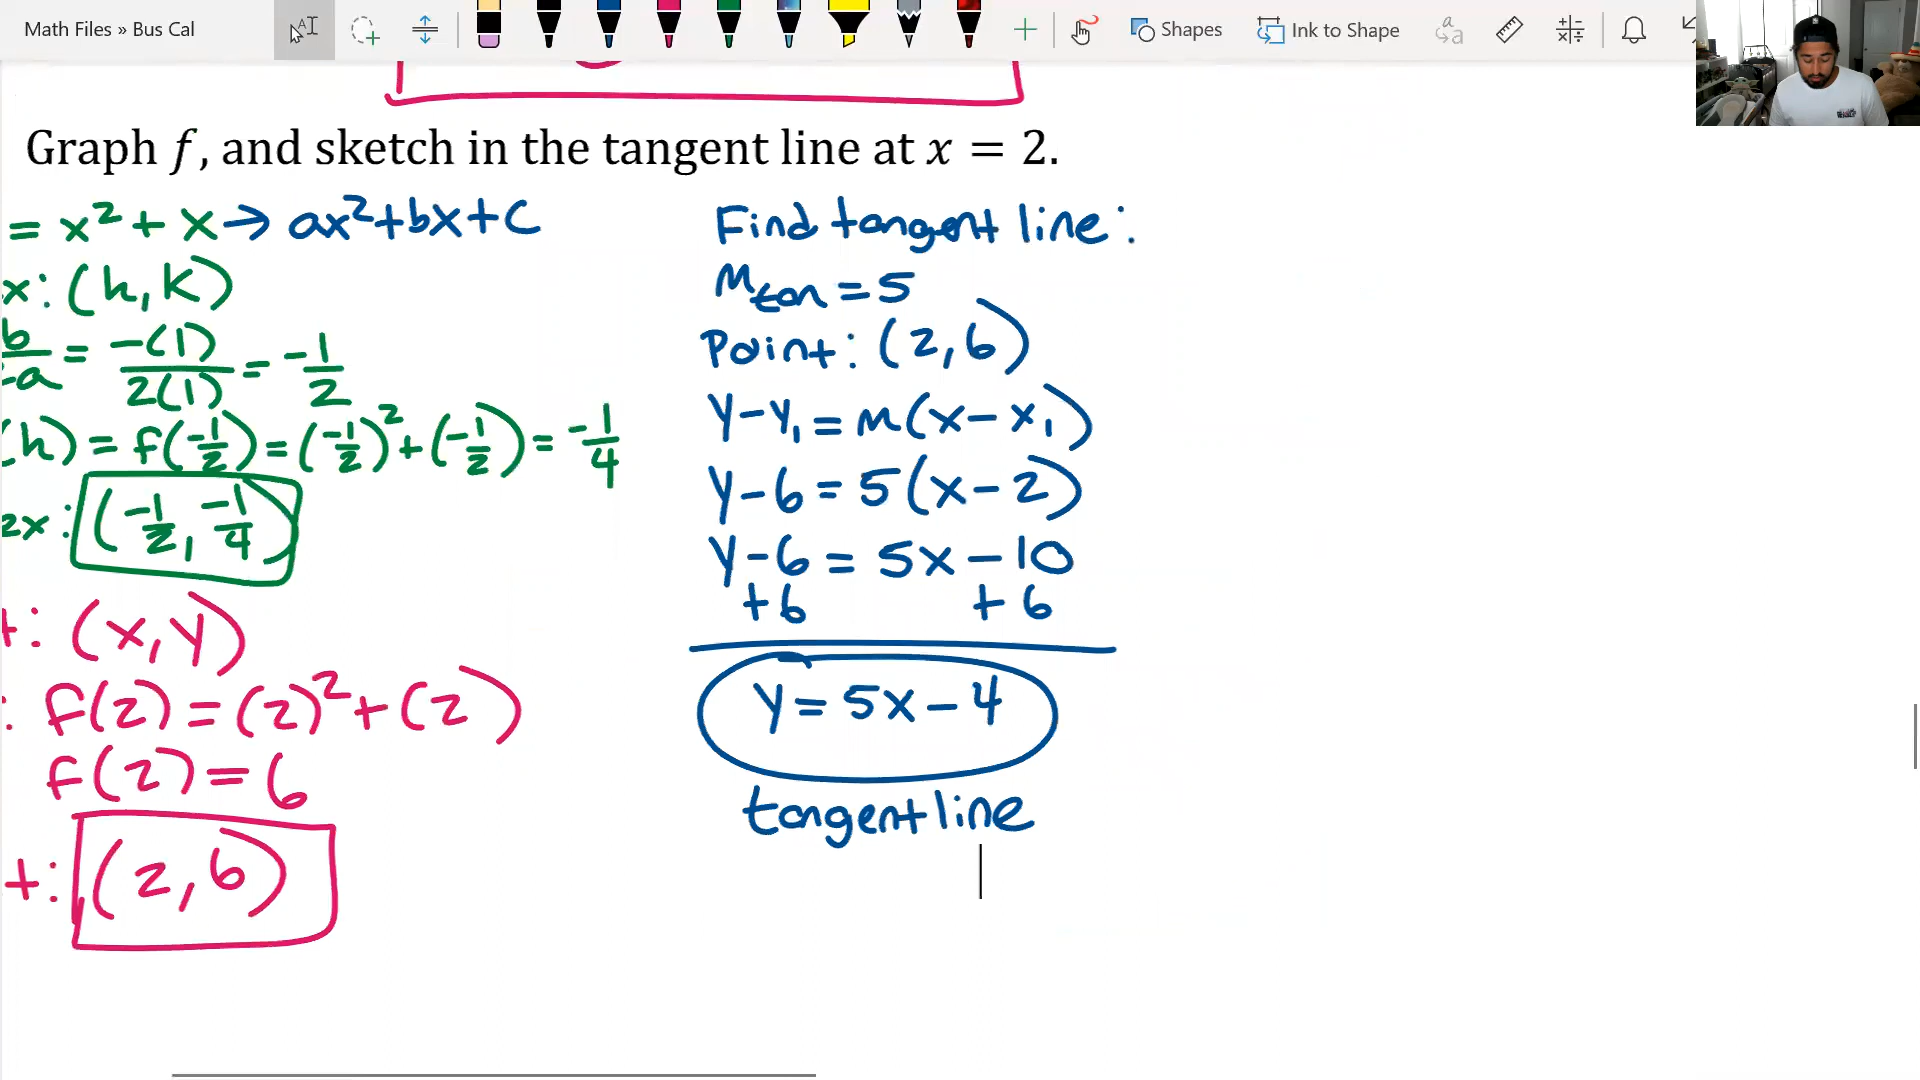 Math Files » Bus Cal
Shapes
Ink to Shape
Graph f, and sketch in the tangent line at x = 2.
= x² + x → ax² + bx + c
x: (h, k)
b/-a = -(1)/2(1) = -1/2
(h) = f(-1/2) = (-1/2)² + (-1/2) = -1/4
ex: (-1/2, -1/4)
t: (x, y)
: f(2) = (2)² + (2)
f(2) = 6
t: (2, 6)
Find tangent line:
Mtan = 5
Point: (2, 6)
y - y₁ = m(x - x₁)
y - 6 = 5(x - 2)
y - 6 = 5x - 10
+6 +6
y = 5x - 4
tangent line